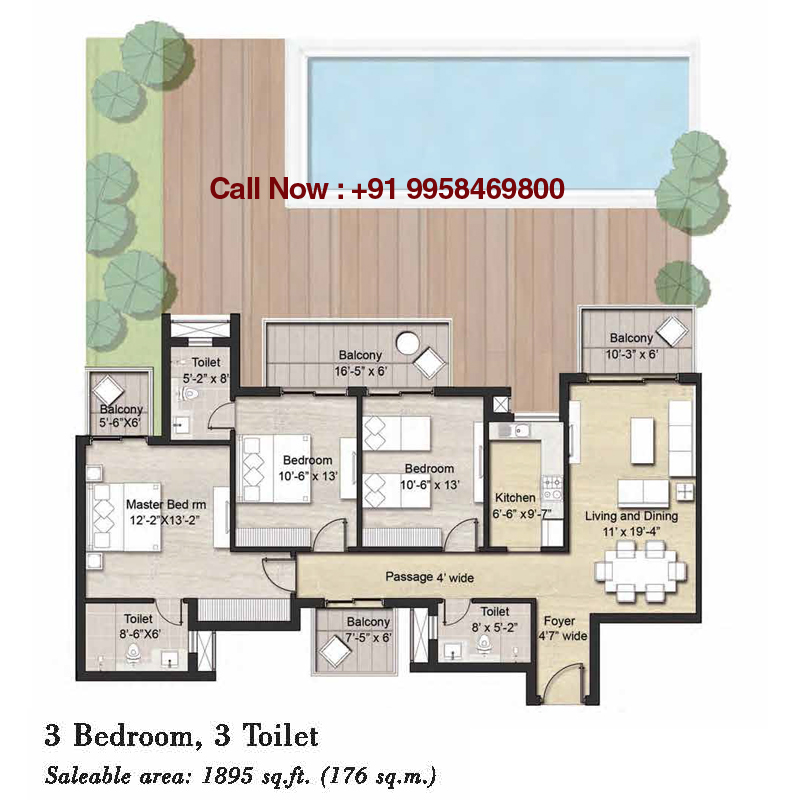 Call Now : +91 9958469800
Balcony
10'-3" x 6'
Balcony
16'-5" x 6'
Toilet
5'-2" x 8'
Balcony
5'-6"X6'
Bedroom
10'-6" x 13'
Bedroom
10'-6" x 13'
Master Bed rm
12'-2"X13'-2"
Kitchen
6'-6" x9'-7"
Living and Dining
11' x 19'-4"
Passage 4' wide
Toilet
8'-6"X6'
Balcony
7'-5" x 6'
Toilet
8' x 5'-2"
Foyer
4'7" wide
3 Bedroom, 3 Toilet
Saleable area: 1895 sq.ft. (176 sq.m.)